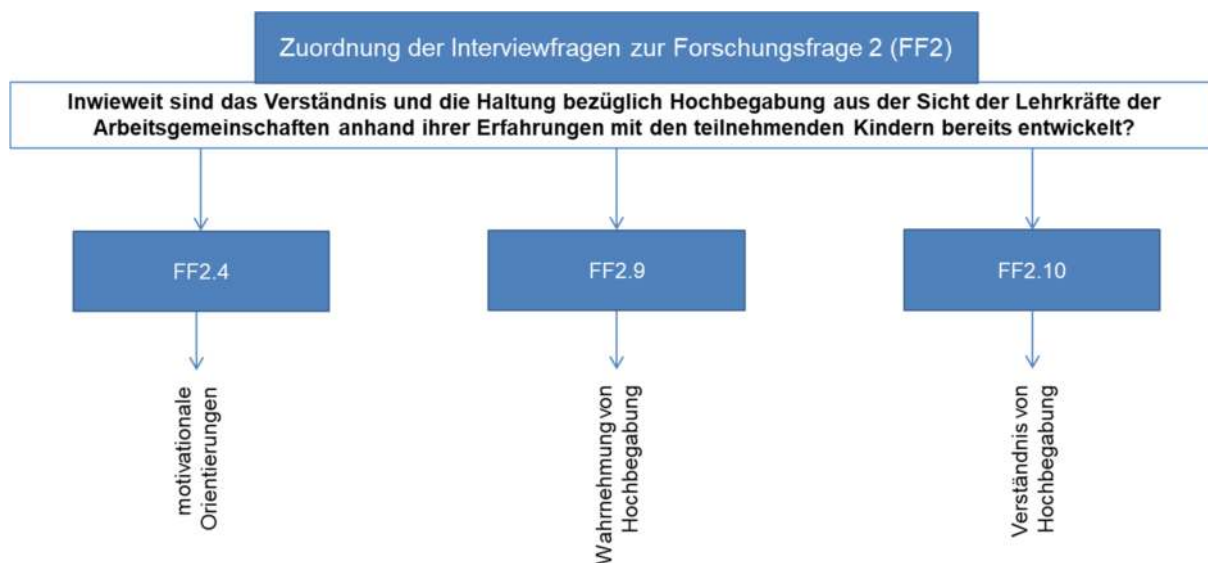 Zuordnung der Interviewfragen zur Forschungsfrage 2 (FF2)
Inwieweit sind das Verständnis und die Haltung bezüglich Hochbegabung aus der Sicht der Lehrkräfte der
Arbeitsgemeinschaften anhand ihrer Erfahrungen mit den teilnehmenden Kindern bereits entwickelt?
FF2.4
FF2.9
FF2.10
motivationale
Orientierungen
Wahrnehmung von
Hochbegabung
Verständnis von
Hochbegabung